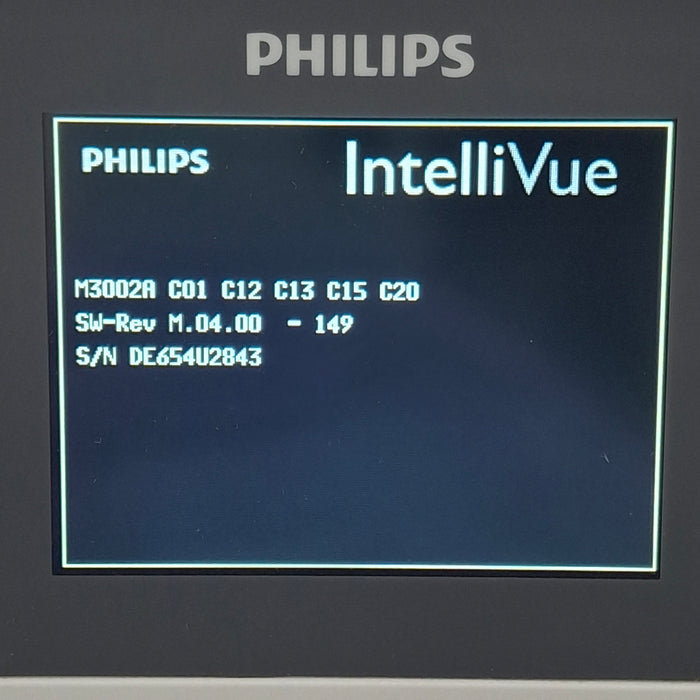 PHILIPS
PHILIPS IntelliVue
M3002A C01 C12 C13 C15 C20
SW-Rev M.04.00 - 149
S/N DE654U2843